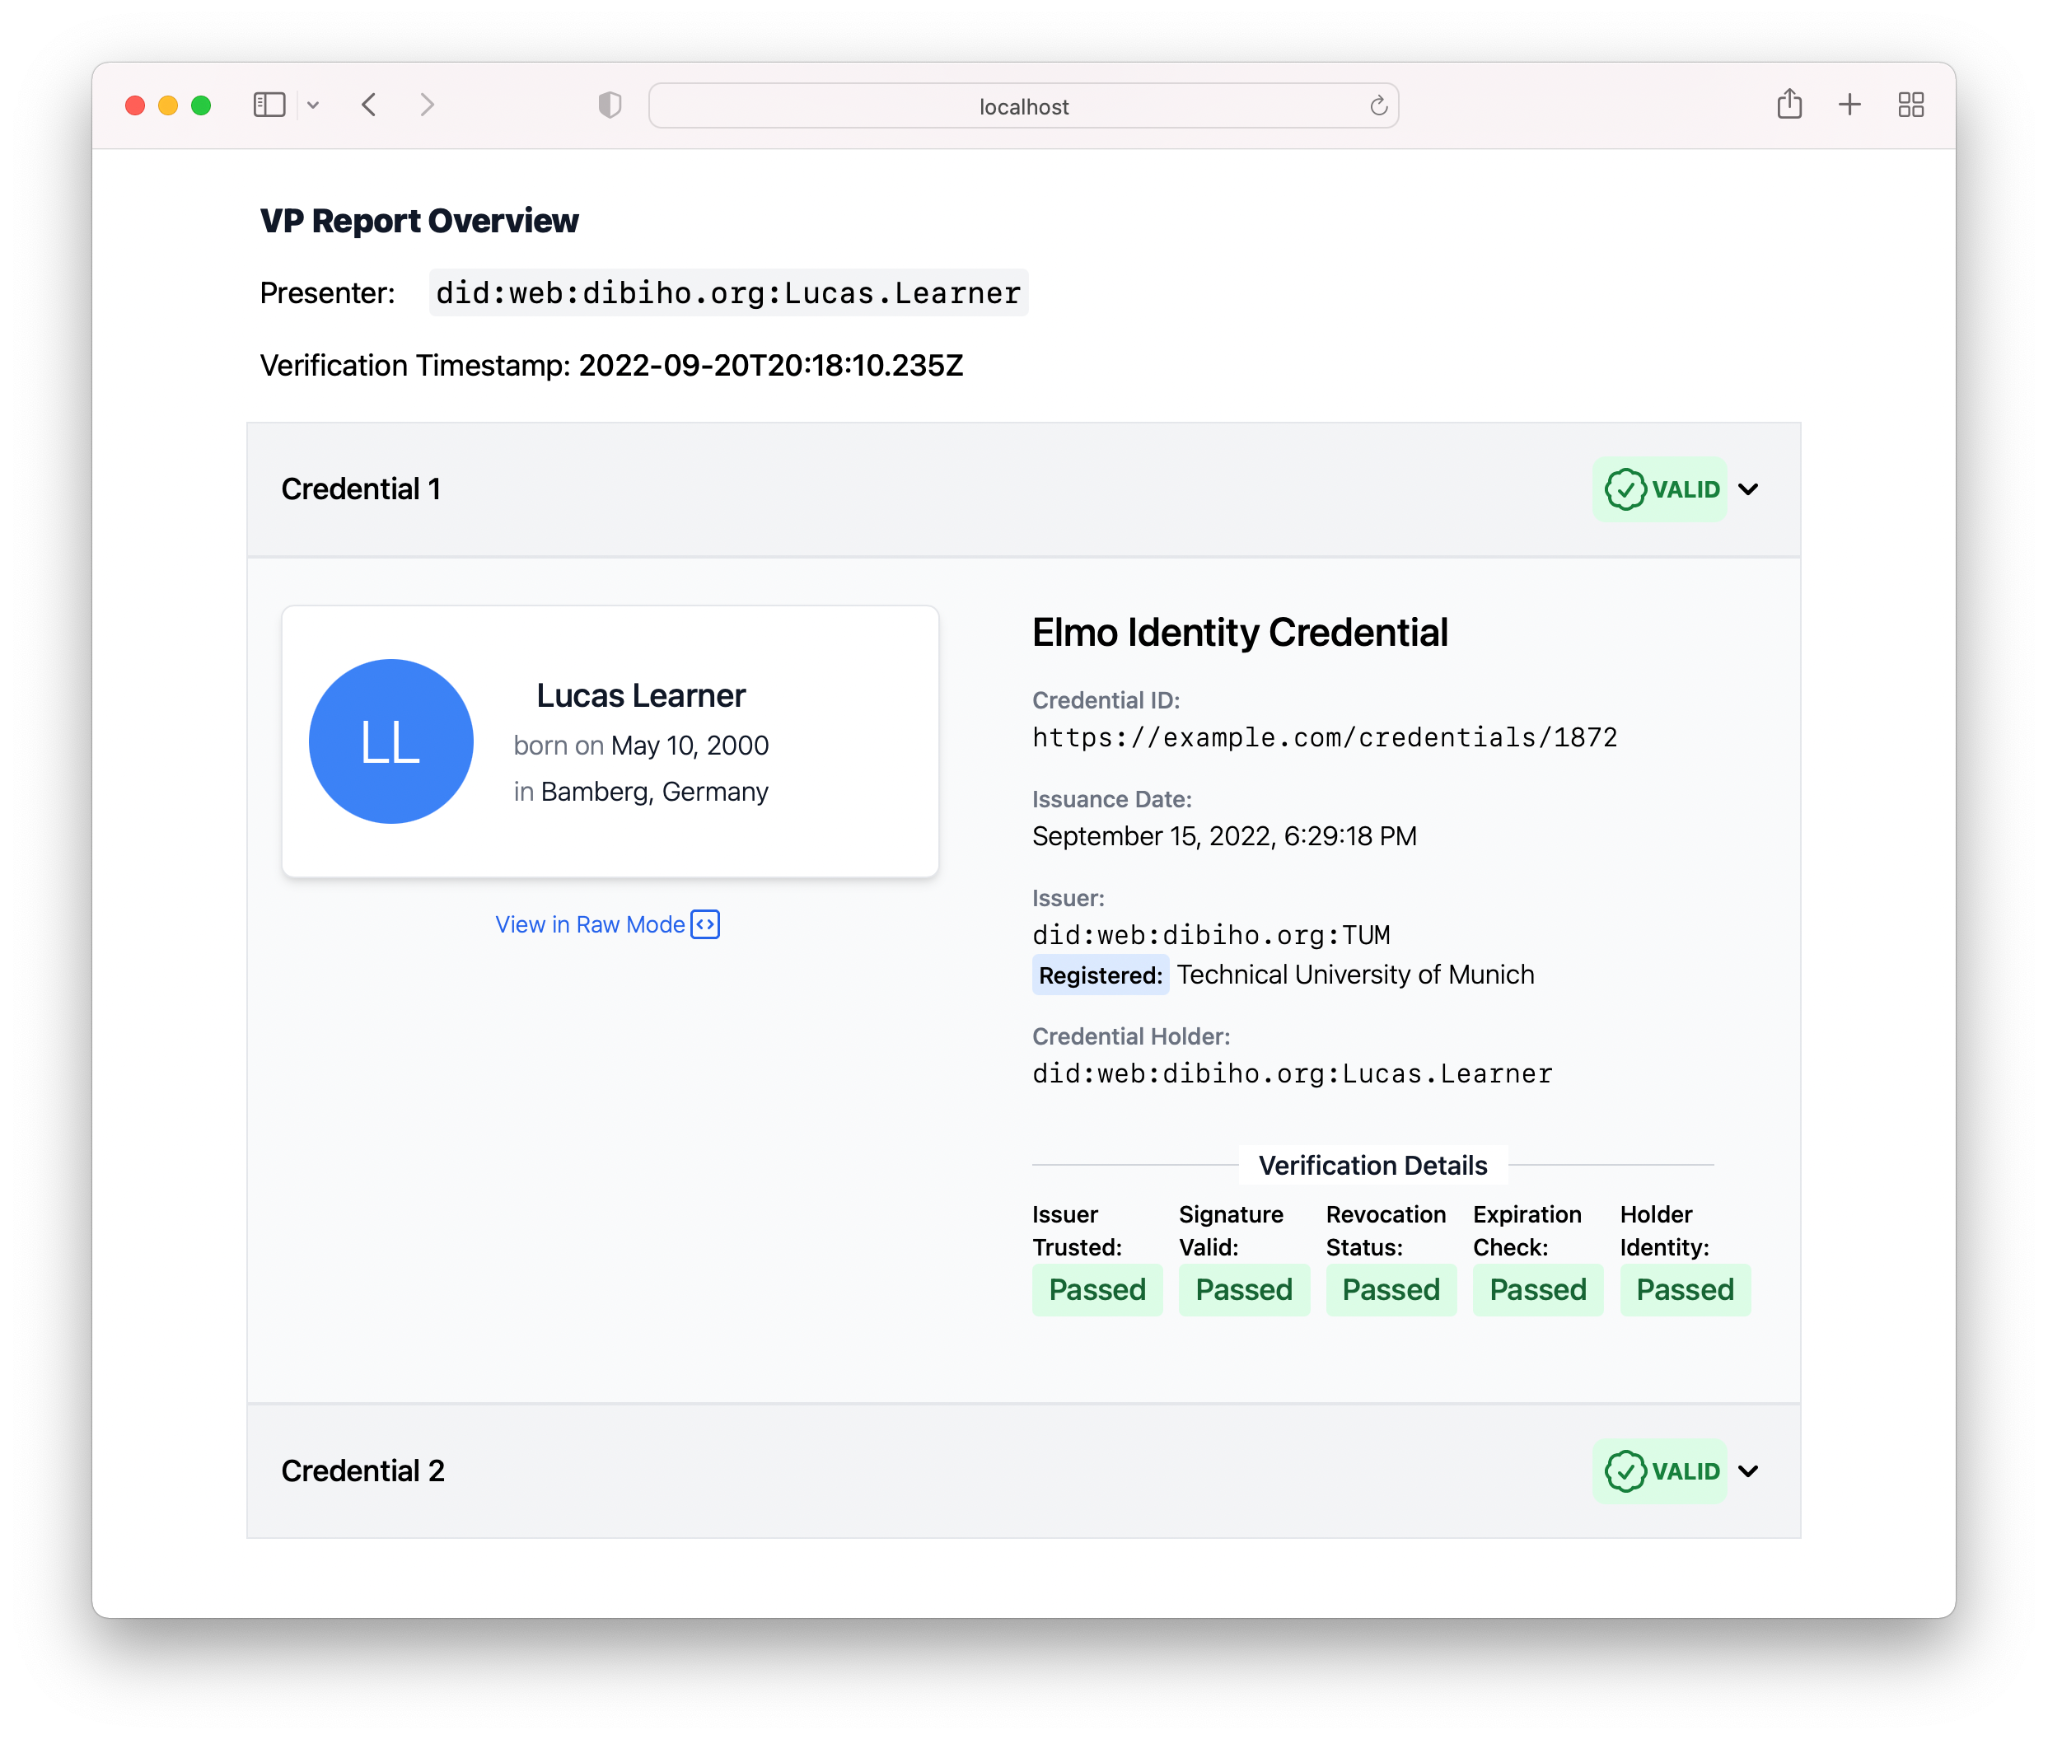 localhost
VP Report Overview
Presenter: did:web:dibiho.org:Lucas.Learner
Verification Timestamp: 2022-09-20T20:18:10.235Z
Credential 1
VALID
LL
Lucas Learner
born on May 10, 2000
in Bamberg, Germany
View in Raw Mode
Elmo Identity Credential
Credential ID:
https://example.com/credentials/1872
Issuance Date:
September 15, 2022, 6:29:18 PM
Issuer:
did:web:dibiho.org:TUM
Registered: Technical University of Munich
Credential Holder:
did:web:dibiho.org:Lucas.Learner
Verification Details
Issuer Trusted: Passed
Signature Valid: Passed
Revocation Status: Passed
Expiration Check: Passed
Holder Identity: Passed
Credential 2
VALID